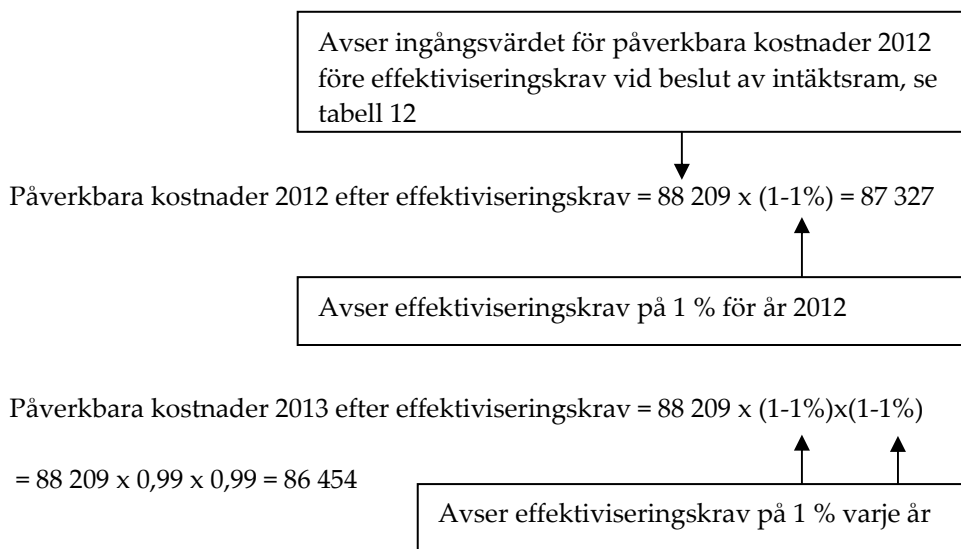 Avser ingångsvärdet för påverkbara kostnader 2012
före effektiviseringskrav vid beslut av intäktsram, se
tabell 12
Påverkbara kostnader 2012 efter effektiviseringskrav = 88 209 x (1-1%) = 87 327
Avser effektiviseringskrav på 1 % för år 2012
Påverkbara kostnader 2013 efter effektiviseringskrav = 88 209 x (1-1%)x(1-1%)
= 88 209 x 0,99 x 0,99 = 86 454
Avser effektiviseringskrav på 1 % varje år